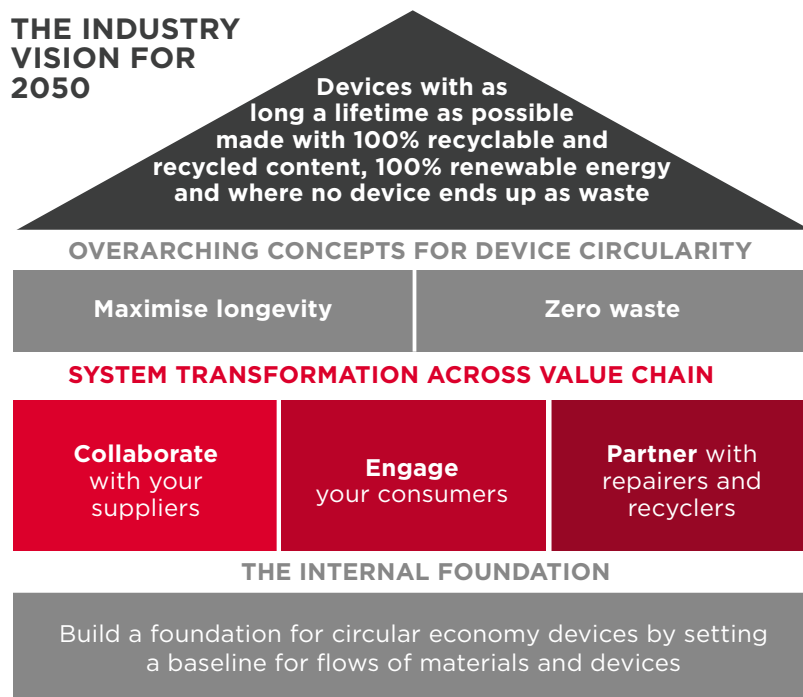 THE INDUSTRY
VISION FOR
2050
Devices with as
long a lifetime as possible
made with 100% recyclable and
recycled content, 100% renewable energy
and where no device ends up as waste
OVERARCHING CONCEPTS FOR DEVICE CIRCULARITY
Maximise longevity
Zero waste
SYSTEM TRANSFORMATION ACROSS VALUE CHAIN
Collaborate
with your
suppliers
Engage
your consumers
Partner with
repairers and
recyclers
THE INTERNAL FOUNDATION
Build a foundation for circular economy devices by setting
a baseline for flows of materials and devices